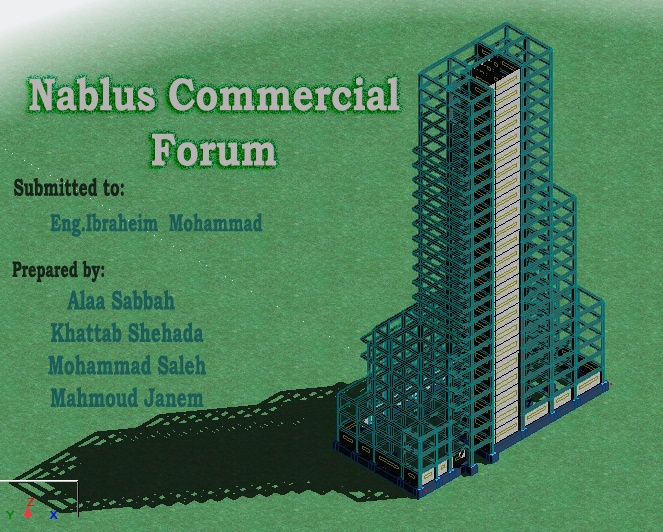 Nablus Commercial
Forum
Submitted to:
Eng.Ibraheim Mohammad
Prepared by:
Alaa Sabbah
Khattab Shehada
Mohammad Saleh
Mahmoud Janem
Z
Y X